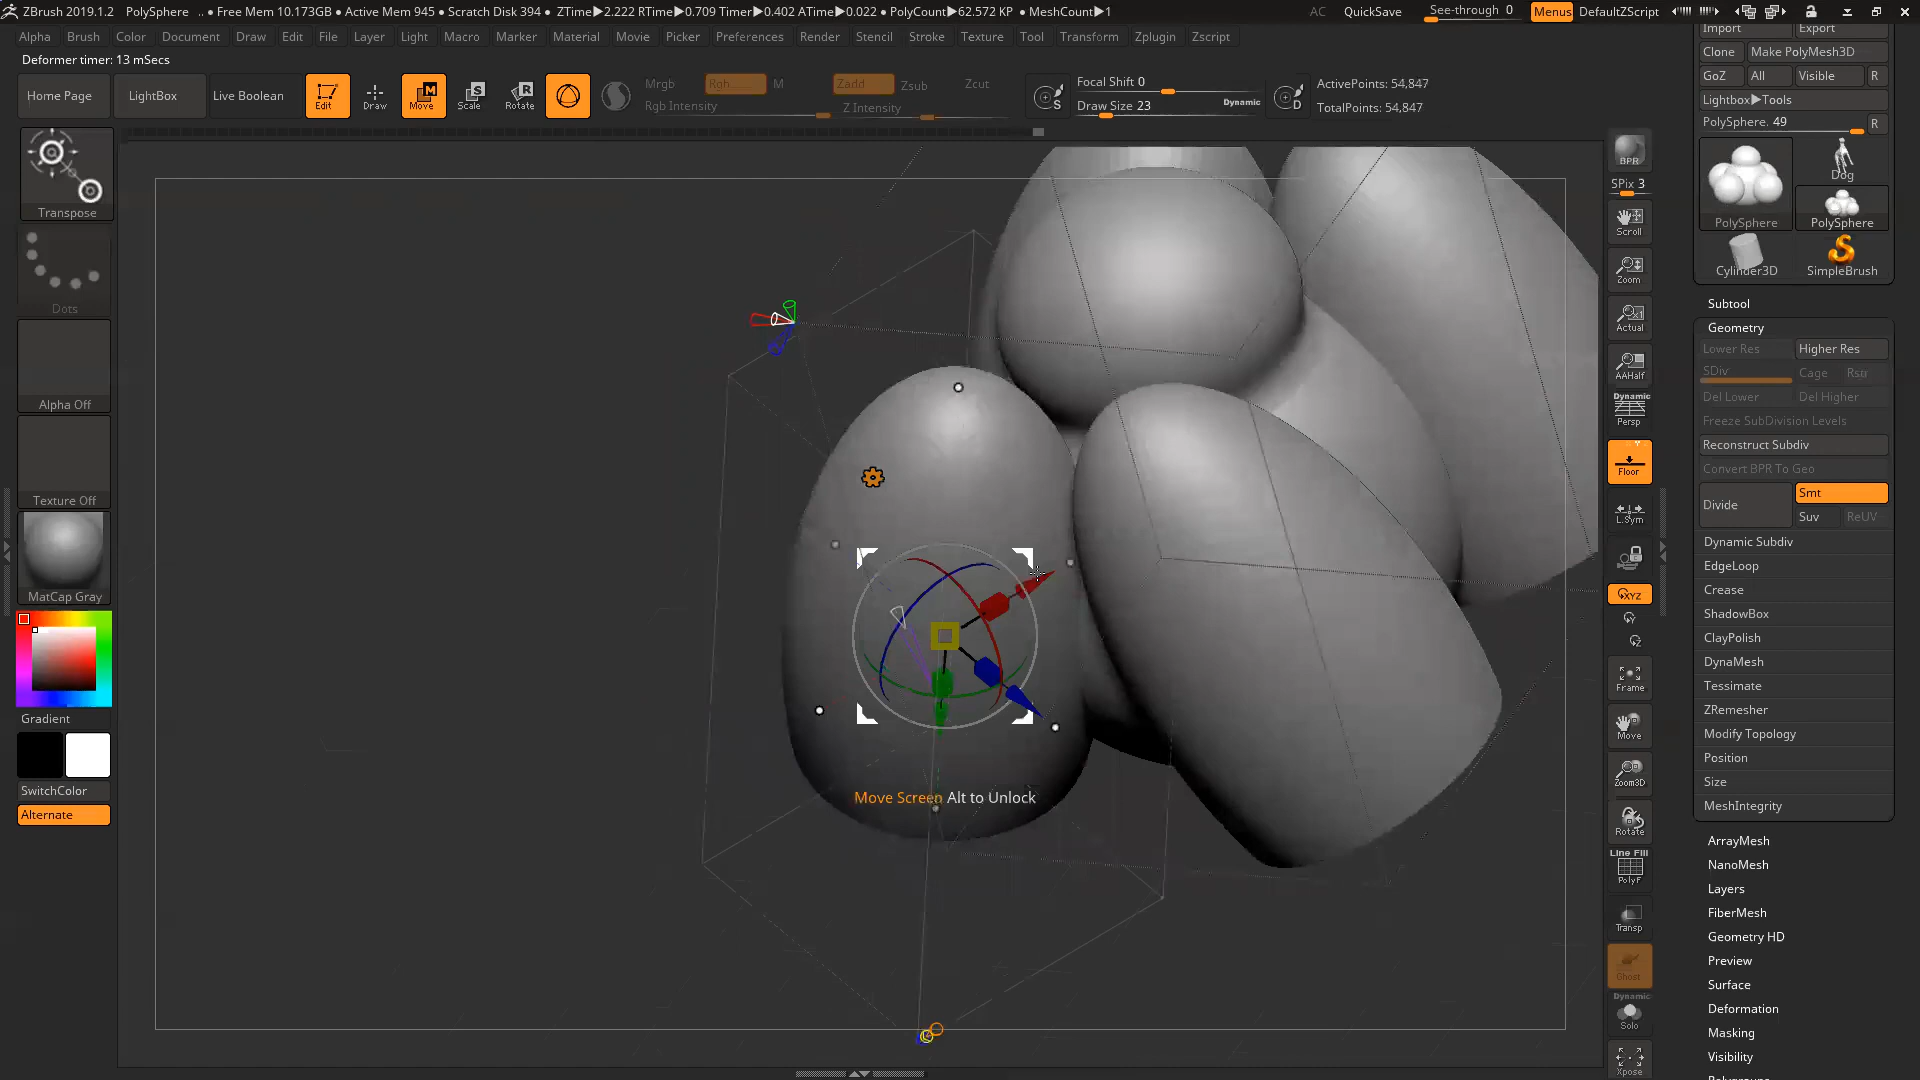 ZBrush 2019.1.2 PolySphere .. • Free Mem 10.173GB • Active Mem 945 • Scratch Disk 394 • ZTime▶2.222 RTime▶0.709 Timer▶0.402 ATime▶0.022 • PolyCount▶62.572 KP • MeshCount▶1 AC QuickSave See-through 0 Menus DefaultZScript
Alpha Brush Color Document Draw Edit File Layer Light Macro Marker Material Movie Picker Preferences Render Stencil Stroke Texture Tool Transform Zplugin Zscript
Deformer timer: 13 mSecs
Home Page LightBox Live Boolean Edit Draw Move Scale Rotate
Mrgb Rgb M Zadd Zsub Zcut
Rgb Intensity Z Intensity
Focal Shift 0
Draw Size 23 Dynamic
ActivePoints: 54,847
TotalPoints: 54,847
Transpose
Dots
Alpha Off
Texture Off
MatCap Gray
Gradient
SwitchColor
Alternate
Move Screen Alt to Unlock
BPR
SPix 3
Scroll
Zoom
Actual
AAHalf
Dynamic
Persp
Floor
L.Sym
XYZ
Frame
Move
Zoom3D
Rotate
Line Fill
PolyF
Transp
Ghost
Dynamic
Solo
Xpose
Import Export
Clone Make PolyMesh3D
GoZ All Visible R
Lightbox▶Tools
PolySphere. 49 R
PolySphere Dog
PolySphere
Cylinder3D SimpleBrush
Subtool
Geometry
Lower Res Higher Res
SDiv Cage Rstr
Del Lower Del Higher
Freeze SubDivision Levels
Reconstruct Subdiv
Convert BPR To Geo
Divide Smt
Suv ReUV
Dynamic Subdiv
EdgeLoop
Crease
ShadowBox
ClayPolish
DynaMesh
Tessimate
ZRemesher
Modify Topology
Position
Size
MeshIntegrity
ArrayMesh
NanoMesh
Layers
FiberMesh
Geometry HD
Preview
Surface
Deformation
Masking
Visibility